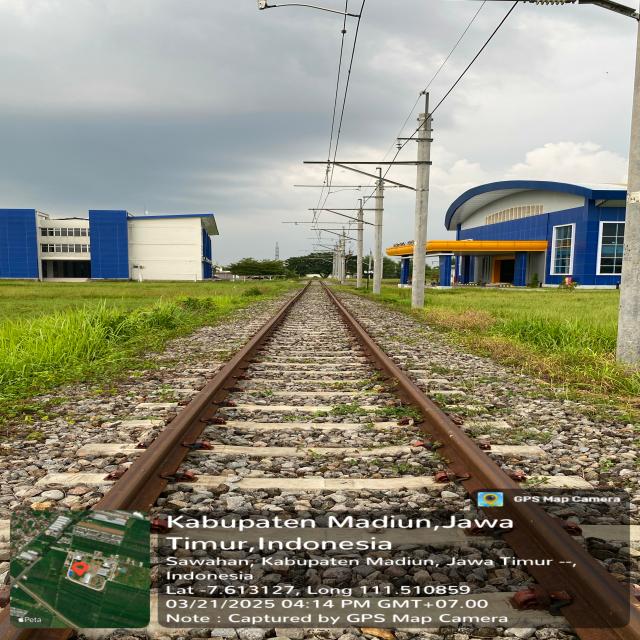 GPS Map Camera
Kabupaten Madiun,Jawa
Timur,Indonesia
Sawahan, Kabupaten Madiun, Jawa Timur --,
Indonesia
Lat -7.613127, Long 111.510859
03/21/2025 04:14 PM GMT+07.00
Note : Captured by GPS Map Camera
Peta